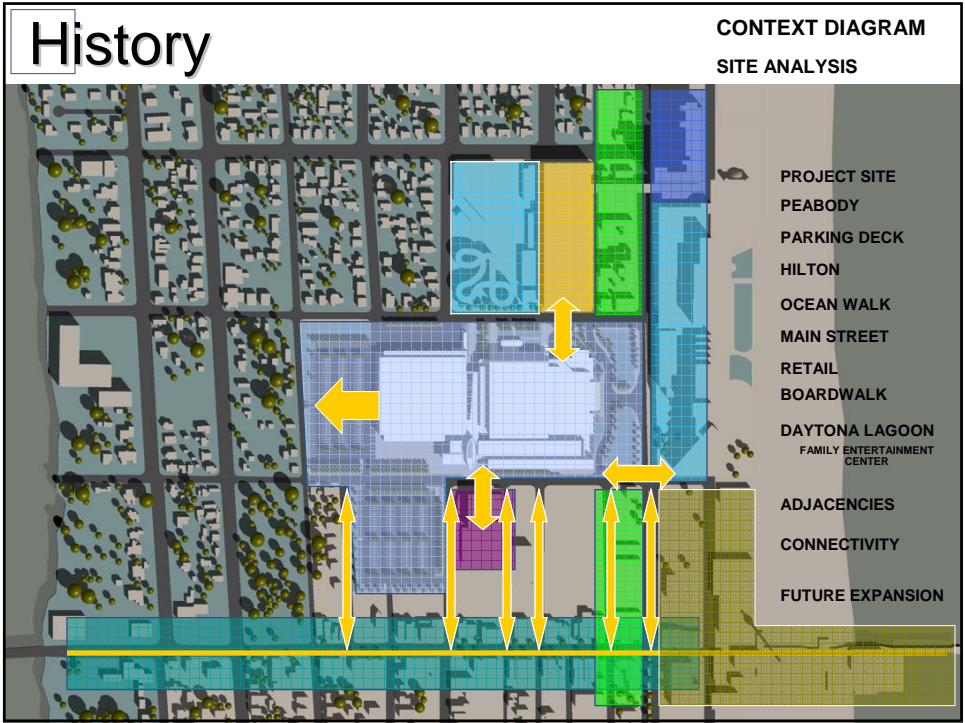 History
CONTEXT DIAGRAM
SITE ANALYSIS
PROJECT SITE
PEABODY
PARKING DECK
HILTON
OCEAN WALK
MAIN STREET
RETAIL
BOARDWALK
DAYTONA LAGOON
FAMILY ENTERTAINMENT
CENTER
ADJACENCIES
CONNECTIVITY
FUTURE EXPANSION